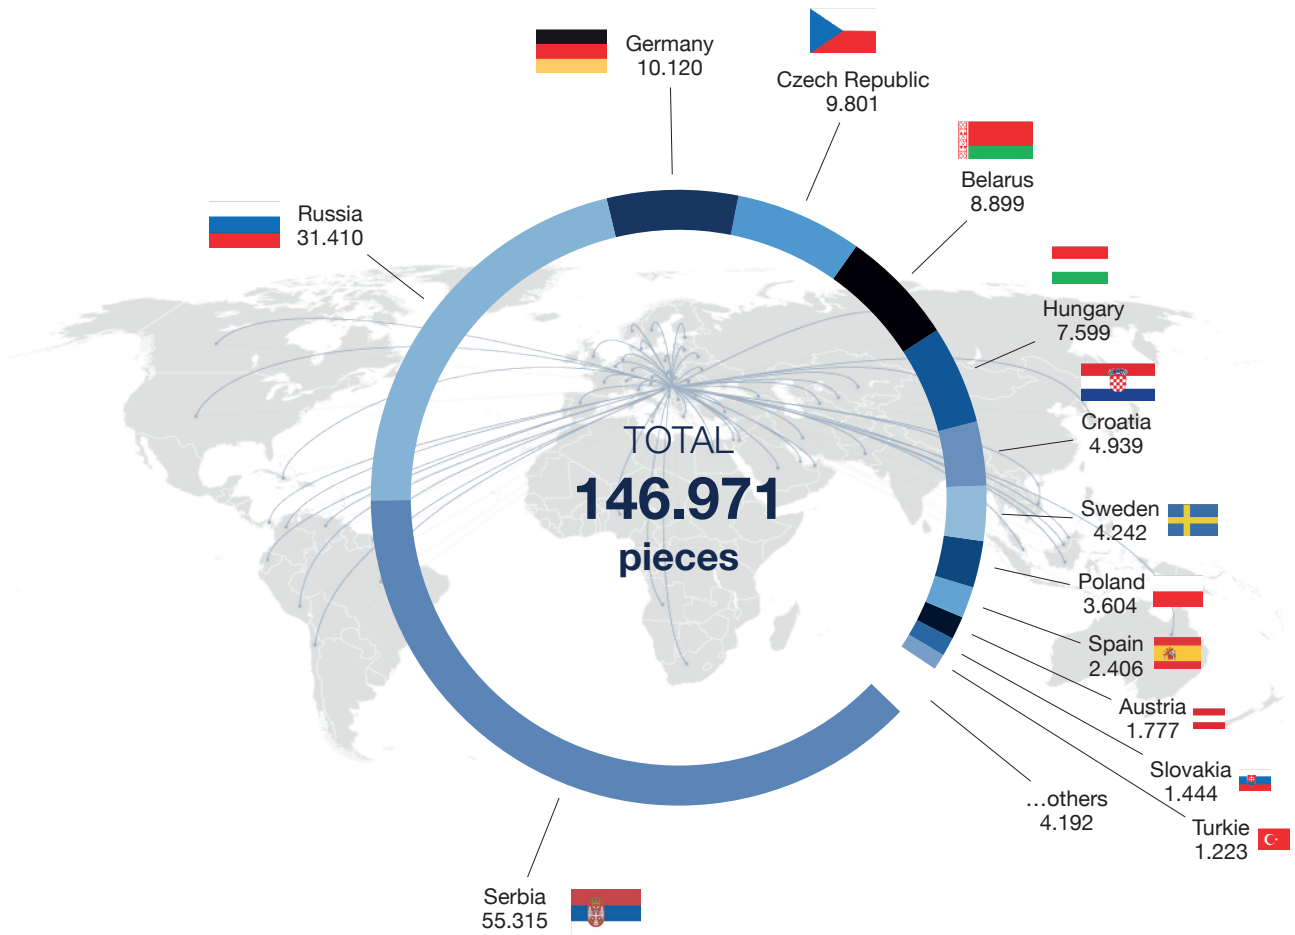 Germany
10.120
Czech Republic
9.801
Belarus
8.899
Russia
31.410
Hungary
7.599
Croatia
4.939
TOTAL
146.971
pieces
Sweden
4.242
Poland
3.604
Spain
2.406
Austria
1.777
Slovakia
1.444
...others
4.192
Turkie
1.223
Serbia
55.315